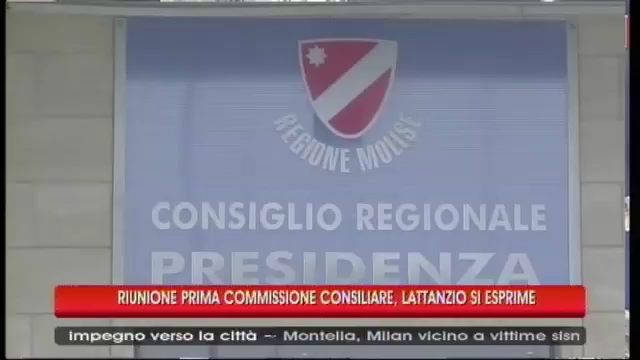 REGIONE MOLISE
CONSIGLIO REGIONALE
PRESIDENZA
RIUNIONE PRIMA COMMISSIONE CONSILIARE, LATTANZIO SI ESPRIME
impegno verso la città ~ Montella, Milan vicino a vittime sisn